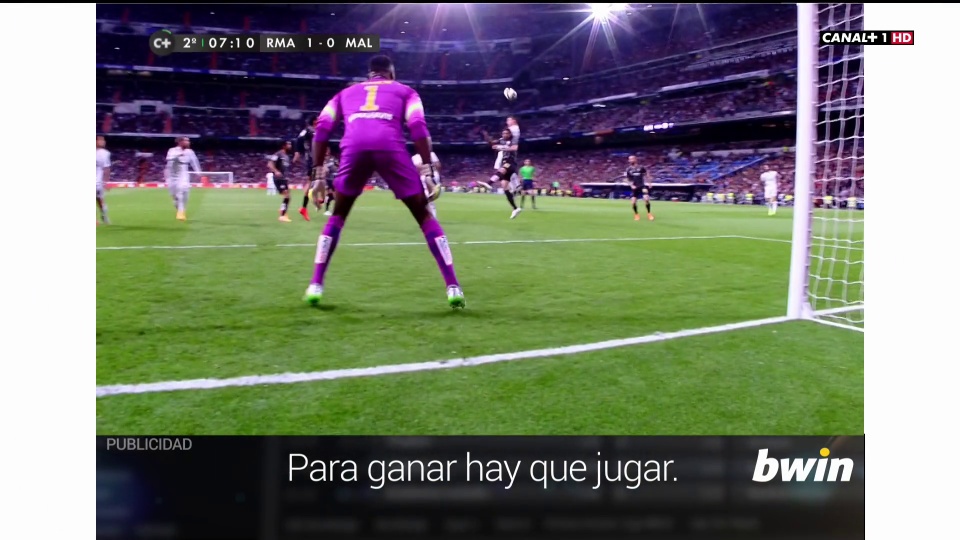 C+ 2º 07:10 RMA 1-0 MAL
CANAL+ 1 HD
1
PUBLICIDAD
Para ganar hay que jugar.
bwin